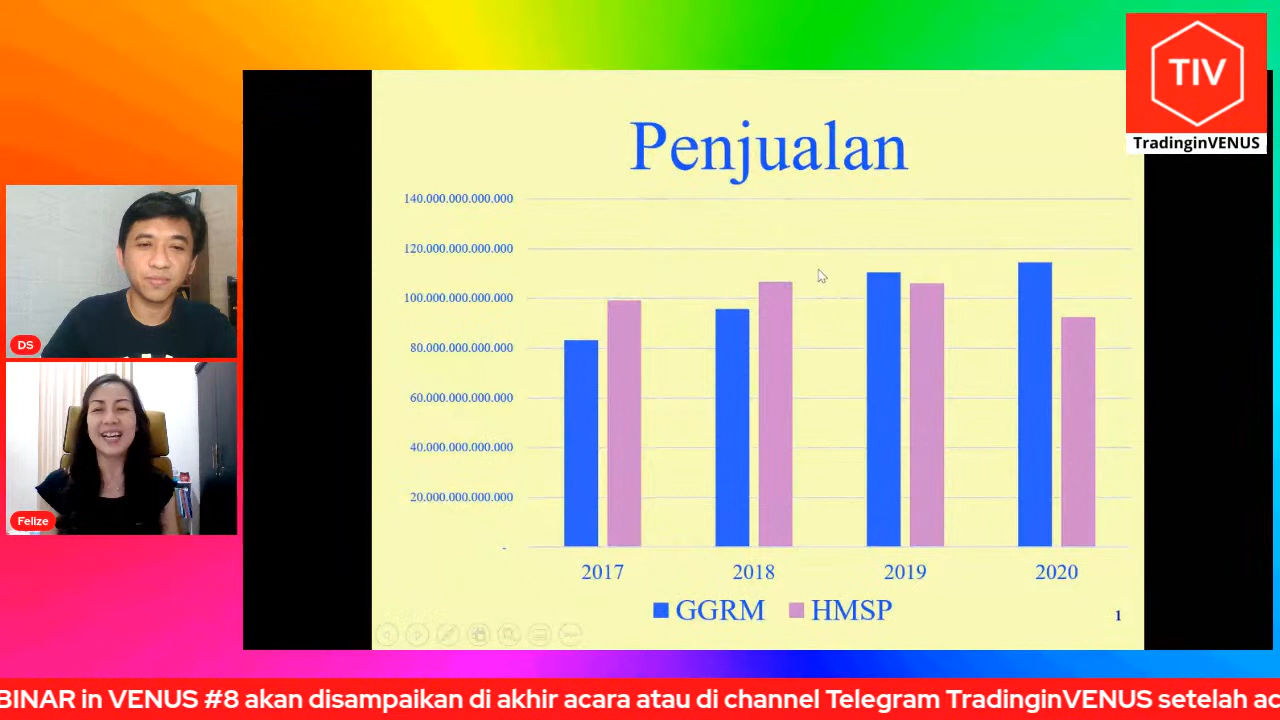 TIV
TradinginVENUS
Penjualan
140.000.000.000.000
120.000.000.000.000
100.000.000.000.000
80.000.000.000.000
60.000.000.000.000
40.000.000.000.000
20.000.000.000.000
-
2017 2018 2019 2020
GGRM HMSP
1
DS
Felize
BINAR in VENUS #8 akan disampaikan di akhir acara atau di channel Telegram TradinginVENUS setelah ac